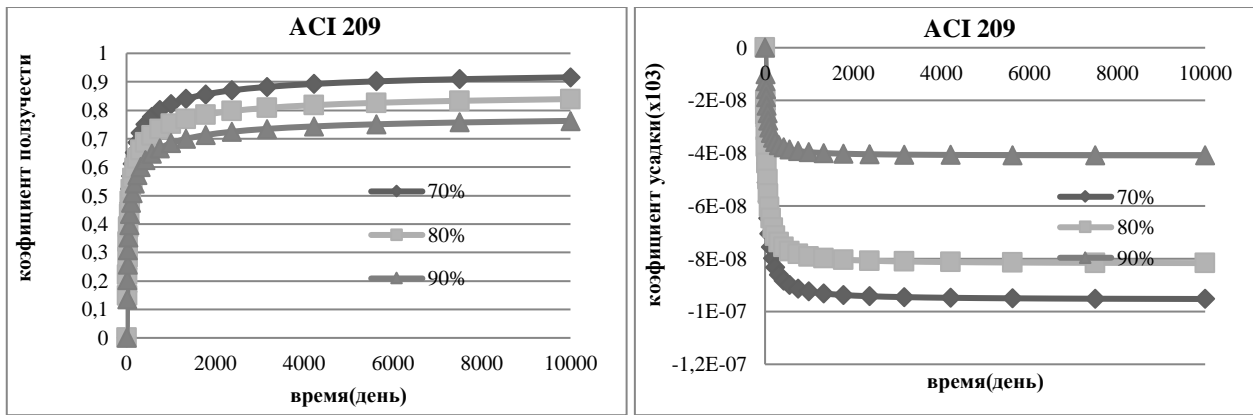 ACI 209
коэфициент ползучести
1
0,9
0,8
0,7
0,6
0,5
0,4
0,3
0,2
0,1
0
70%
80%
90%
0 2000 4000 6000 8000 10000
время(день)
ACI 209
коэфициент усадки(x103)
0
-2E-08
-4E-08
-6E-08
-8E-08
-1E-07
-1,2E-07
0 2000 4000 6000 8000 10000
70%
80%
90%
время(день)